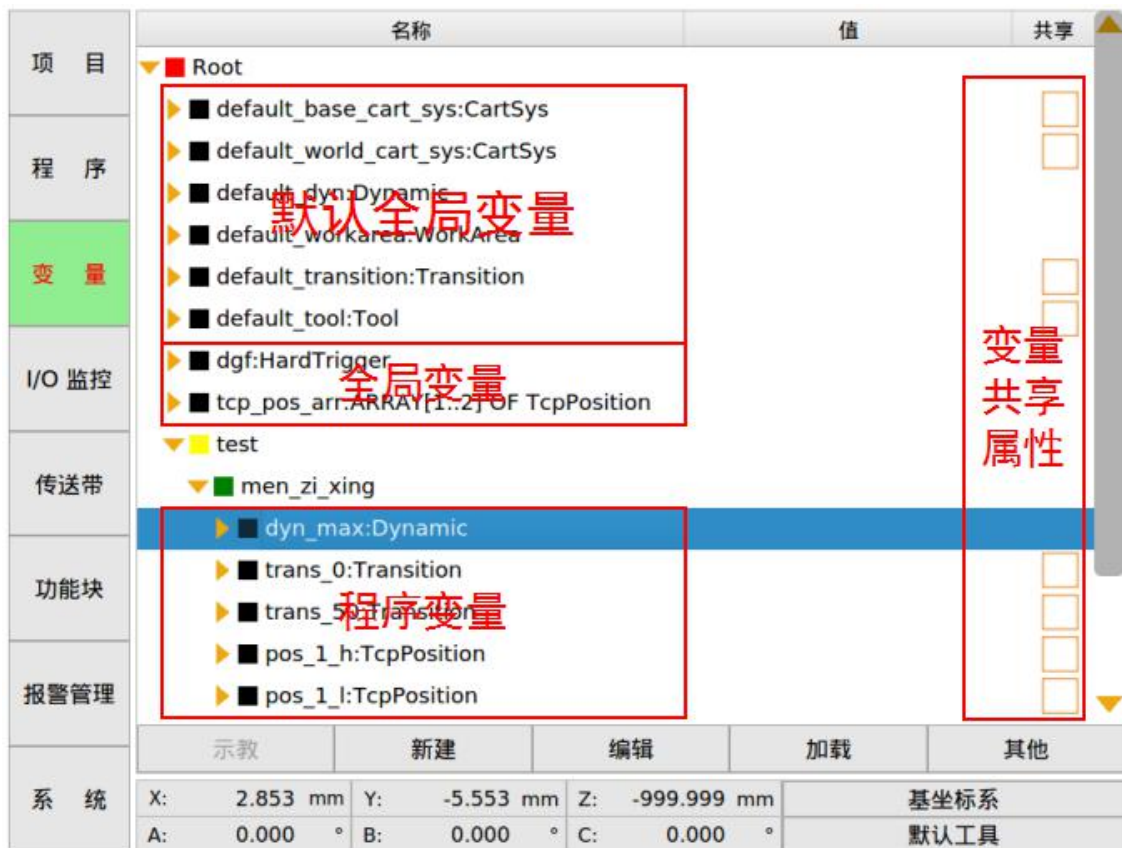 名称 值 共享
项 目
程 序
变 量
I/O 监控
传送带
功能块
报警管理
系 统
Root
default_base_cart_sys:CartSys
default_world_cart_sys:CartSys
default_dyn:Dynamic
default_workarea:WorkArea
default_transition:Transition
default_tool:Tool
默认全局变量
dgf:HardTrigger
tcp_pos_arr:ARRAY[1..2] OF TcpPosition
全局变量
test
men_zi_xing
dyn_max:Dynamic
trans_0:Transition
trans_50:Transition
pos_1_h:TcpPosition
pos_1_l:TcpPosition
程序变量
变量
共享
属性
示教 新建 编辑 加载 其他
X: 2.853 mm Y: -5.553 mm Z: -999.999 mm 基坐标系
A: 0.000 ° B: 0.000 ° C: 0.000 ° 默认工具